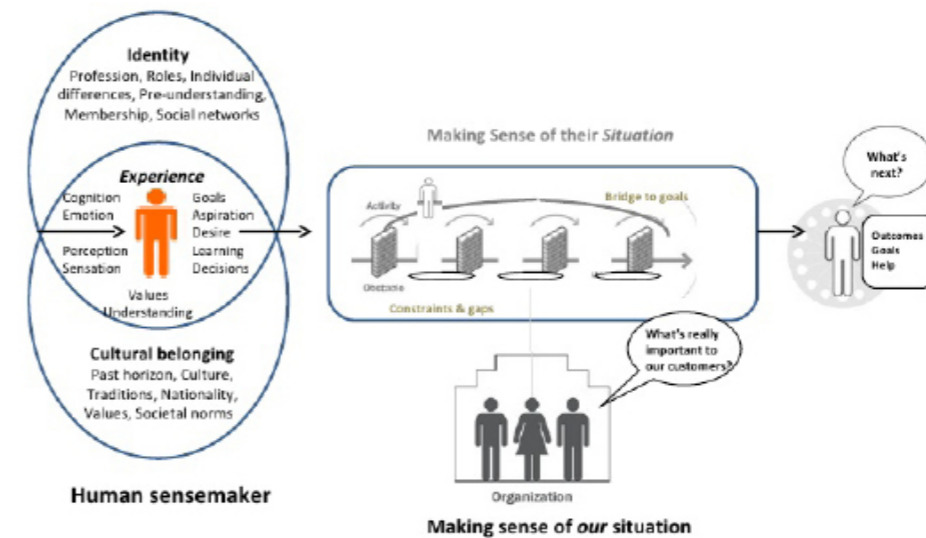 Identity
Profession, Roles, Individual
differences, Pre-understanding,
Membership, Social networks
Experience
Cognition
Emotion
Perception
Sensation
Goals
Aspiration
Desire
Learning
Decisions
Values
Understanding
Cultural belonging
Past horizon, Culture,
Traditions, Nationality,
Values, Societal norms
Human sensemaker
Making Sense of their Situation
Activity
Bridge to goals
Obstacle
Constraints & gaps
What's really
important to
our customers?
Organization
Making sense of our situation
What's
next?
Outcomes
Goals
Help